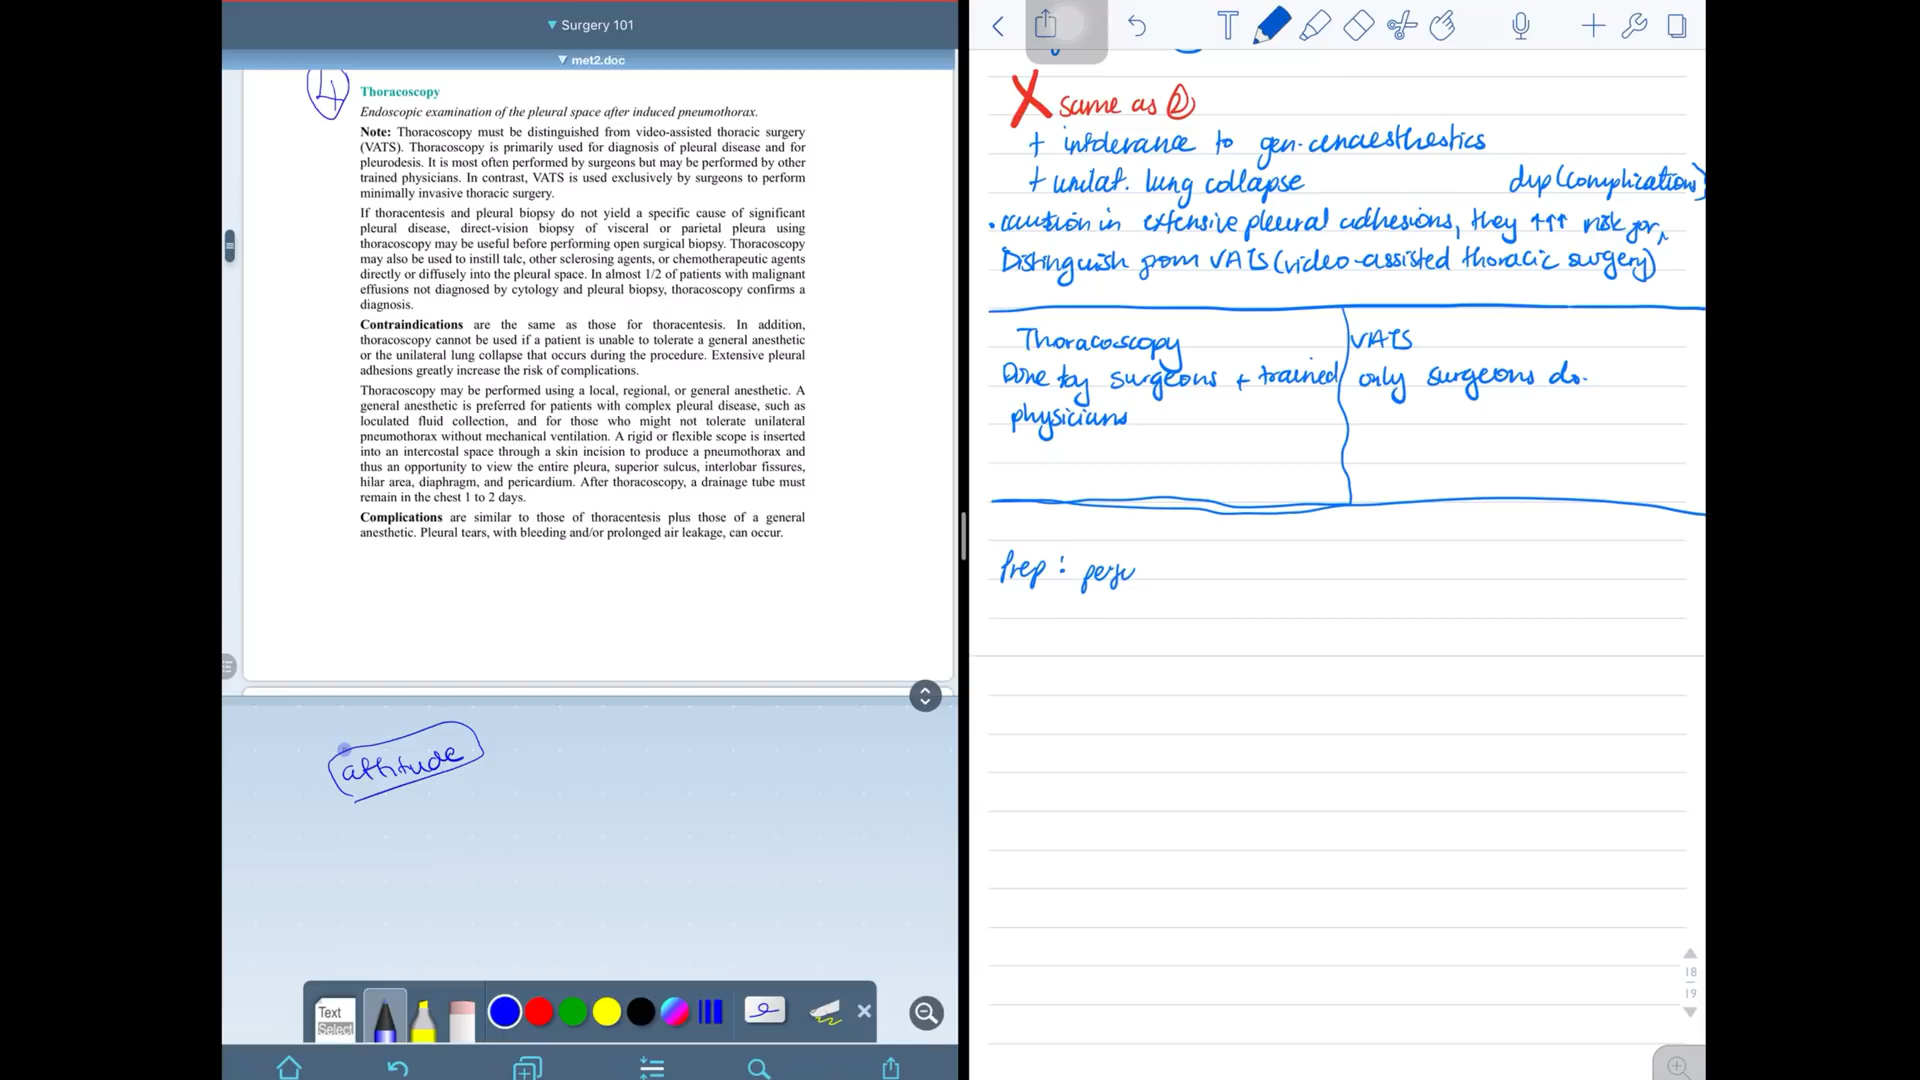 Surgery 101
met2.doc
4
Thoracoscopy
Endoscopic examination of the pleural space after induced pneumothorax.
Note: Thoracoscopy must be distinguished from video-assisted thoracic surgery
(VATS). Thoracoscopy is primarily used for diagnosis of pleural disease and for
pleurodesis. It is most often performed by surgeons but may be performed by other
trained physicians. In contrast, VATS is used exclusively by surgeons to perform
minimally invasive thoracic surgery.
If thoracentesis and pleural biopsy do not yield a specific cause of significant
pleural disease, direct-vision biopsy of visceral or parietal pleura using
thoracoscopy may be useful before performing open surgical biopsy. Thoracoscopy
may also be used to instill talc, other sclerosing agents, or chemotherapeutic agents
directly or diffusely into the pleural space. In almost 1/2 of patients with malignant
effusions not diagnosed by cytology and pleural biopsy, thoracoscopy confirms a
diagnosis.
Contraindications are the same as those for thoracentesis. In addition,
thoracoscopy cannot be used if a patient is unable to tolerate a general anesthetic
or the unilateral lung collapse that occurs during the procedure. Extensive pleural
adhesions greatly increase the risk of complications.
Thoracoscopy may be performed using a local, regional, or general anesthetic. A
general anesthetic is preferred for patients with complex pleural disease, such as
loculated fluid collection, and for those who might not tolerate unilateral
pneumothorax without mechanical ventilation. A rigid or flexible scope is inserted
into an intercostal space through a skin incision to produce a pneumothorax and
thus an opportunity to view the entire pleura, superior sulcus, interlobar fissures,
hilar area, diaphragm, and pericardium. After thoracoscopy, a drainage tube must
remain in the chest 1 to 2 days.
Complications are similar to those of thoracentesis plus those of a general
anesthetic. Pleural tears, with bleeding and/or prolonged air leakage, can occur.
attitude
Text
Select
X same as ②
+ intolerance to gen.
+ unilat. lung collapse (complications)
• caution in extensive pleural adhesions, they ↑↑↑ risk for
Distinguish from VATS (video-assisted thoracic surgery)
Thoracoscopy
VATS
Done by surgeons + trained
only surgeons do.
physicians
Prep :
18
19